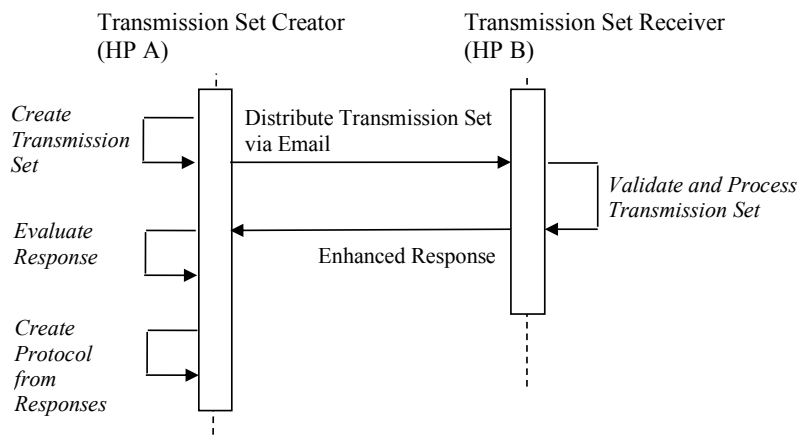 Transmission Set Creator
(HP A)
Transmission Set Receiver
(HP B)
Create
Transmission
Set
Distribute Transmission Set
via Email
Validate and Process
Transmission Set
Evaluate
Response
Enhanced Response
Create
Protocol
from
Responses